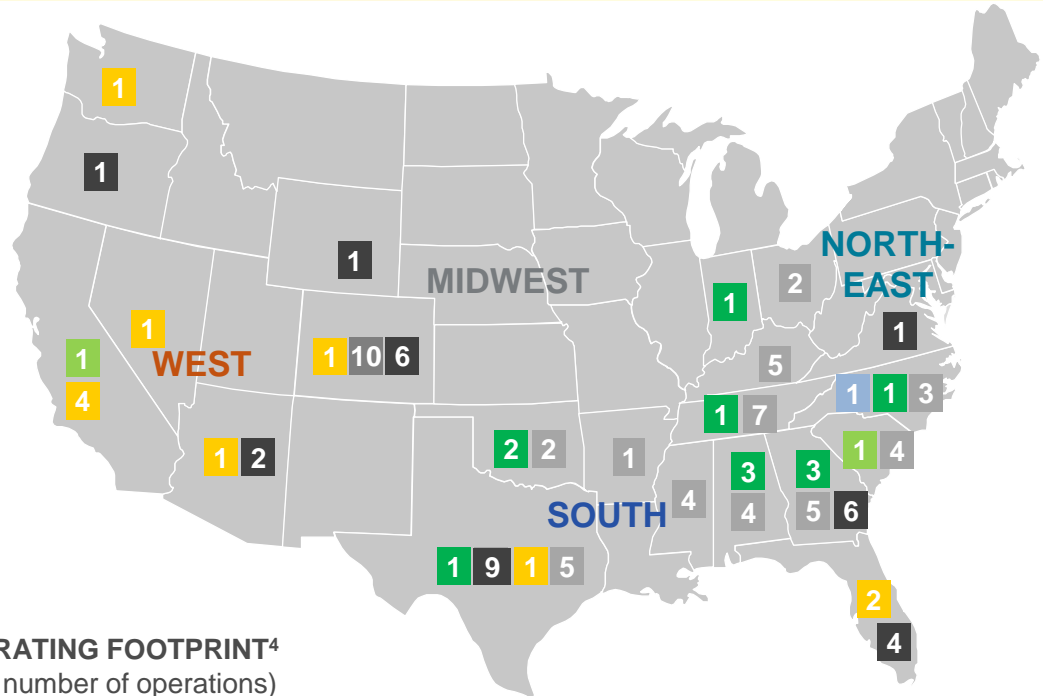 1
1
1
MIDWEST
NORTH-
EAST
2
1
1
1
WEST
1
4
1 10 6
5
1 1 3
1 7
1 2
2 2
1
1 4
3
4
3
5 6
4
SOUTH
1 9 1 5
2
4
RATING FOOTPRINT4
number of operations)